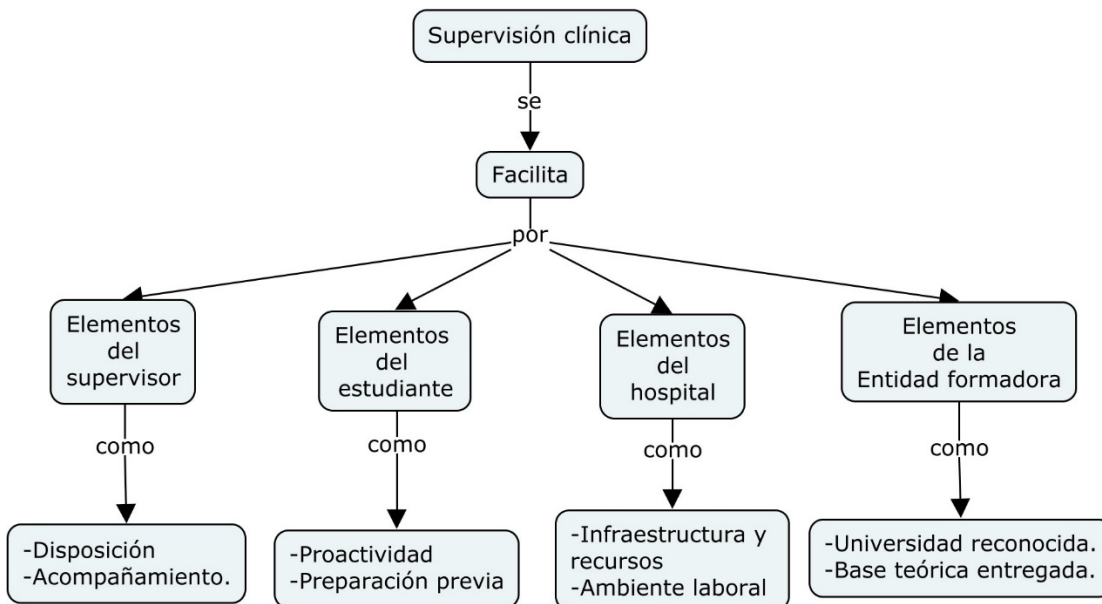 Supervisión clínica
se
Facilita
por
Elementos
del
supervisor
Elementos
del
estudiante
Elementos
del
hospital
Elementos
de la
Entidad formadora
como
como
como
como
-Disposición
-Acompañamiento.
-Proactividad
-Preparación previa
-Infraestructura y
recursos
-Ambiente laboral
-Universidad reconocida.
-Base teórica entregada.